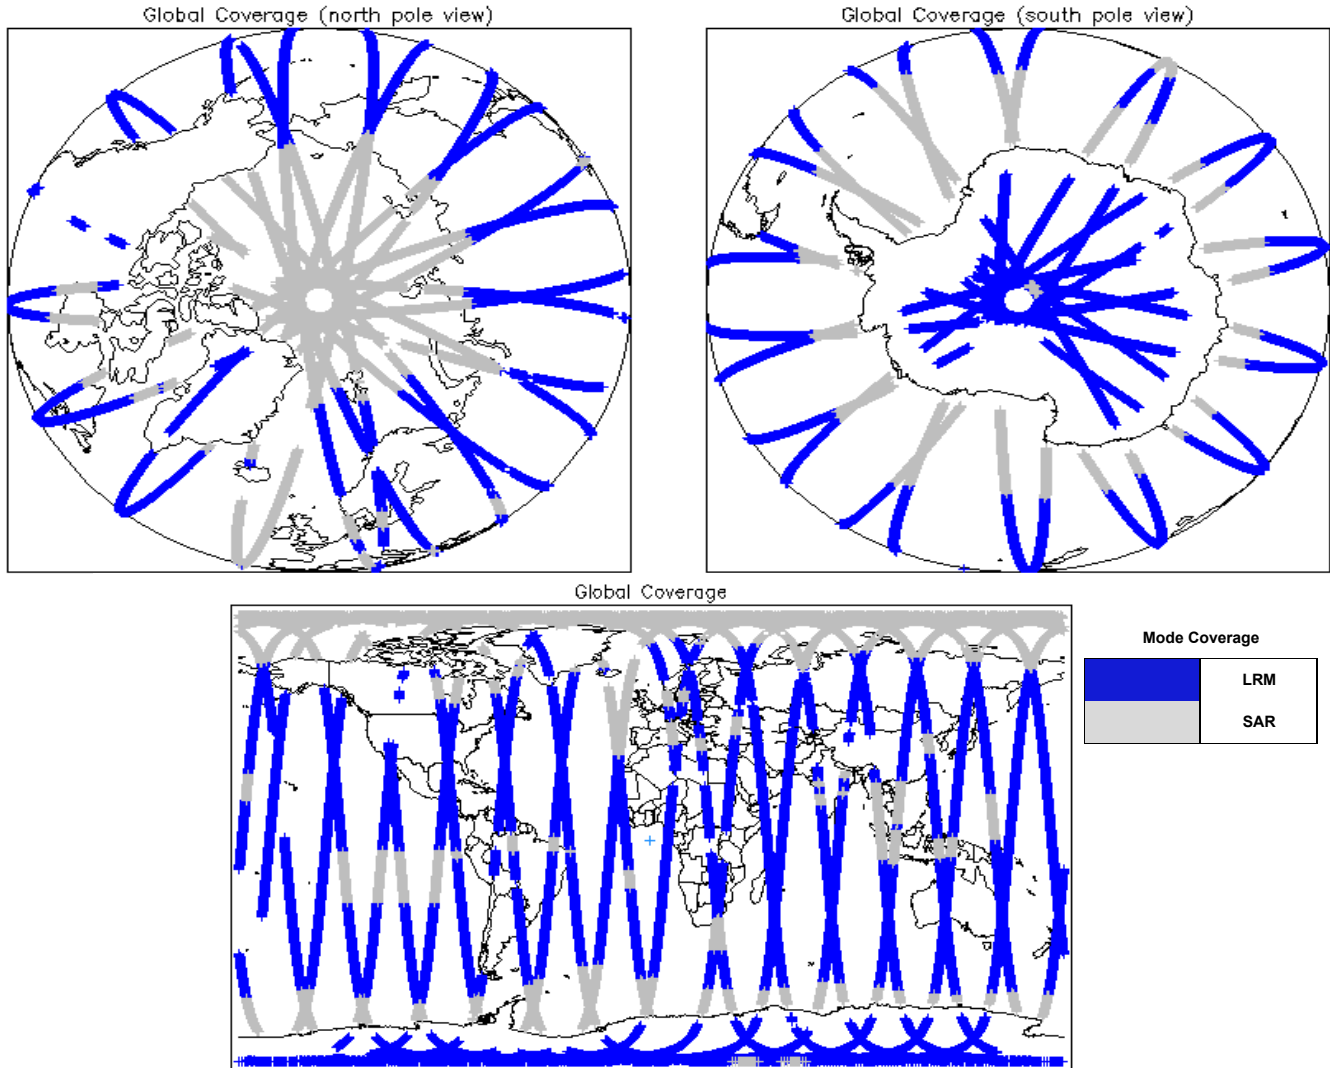 Global Coverage (north pole view)
Global Coverage (south pole view)
Global Coverage
Mode Coverage
LRM
SAR